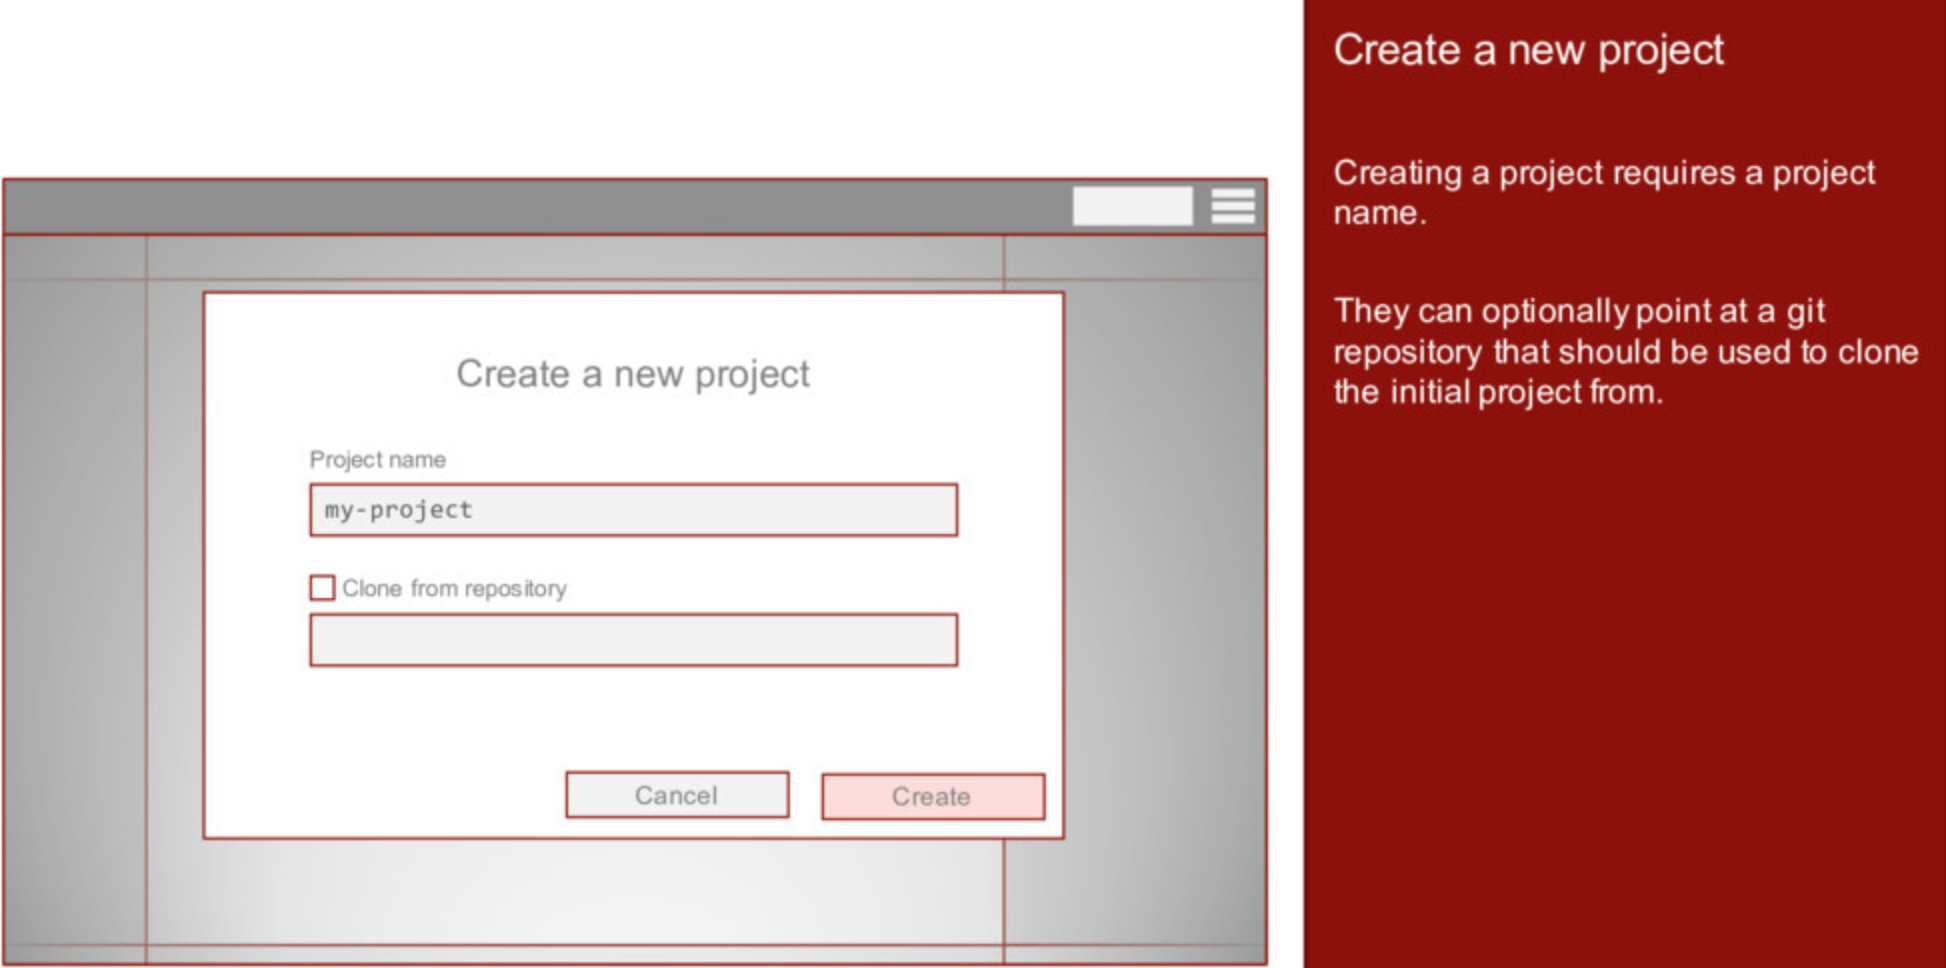 Create a new project
Project name
my-project
Clone from repository
Cancel
Create
Create a new project
Creating a project requires a project
name.
They can optionally point at a git
repository that should be used to clone
the initial project from.